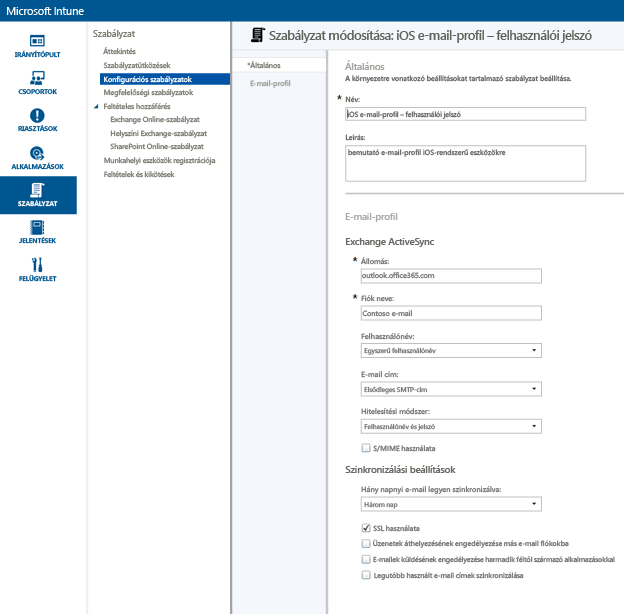 Microsoft Intune
IRÁNYÍTÓPULT
CSOPORTOK
RIASZTÁSOK
ALKALMAZÁSOK
SZABÁLYZAT
JELENTÉSEK
FELÜGYELET
Szabályzat
Áttekintés
Szabályzatütközések
Konfigurációs szabályzatok
Megfelelőségi szabályzatok
Feltételes hozzáférés
Exchange Online-szabályzat
Helyszíni Exchange-szabályzat
SharePoint Online-szabályzat
Munkahelyi eszközök regisztrációja
Feltételek és kikötések
Szabályzat módosítása: iOS e-mail-profil – felhasználói jelszó
*Általános
E-mail-profil
Általános
A környezetre vonatkozó beállításokat tartalmazó szabályzat beállítása.
* Név:
iOS e-mail-profil – felhasználói jelszó
Leírás:
bemutató e-mail-profil iOS-rendszerű eszközökre
E-mail-profil
Exchange ActiveSync
* Állomás:
outlook.office365.com
* Fiók neve:
Contoso e-mail
Felhasználónév:
Egyszerű felhasználónév
E-mail cím:
Elsődleges SMTP-cím
Hitelesítési módszer:
Felhasználónév és jelszó
S/MIME használata
Szinkronizálási beállítások
Hány napnyi e-mail legyen szinkronizálva:
Három nap
SSL használata
Üzenetek áthelyezésének engedélyezése más e-mail fiókokba
E-mailek küldésének engedélyezése harmadik féltől származó alkalmazásokkal
Legutóbb használt e-mail címek szinkronizálása